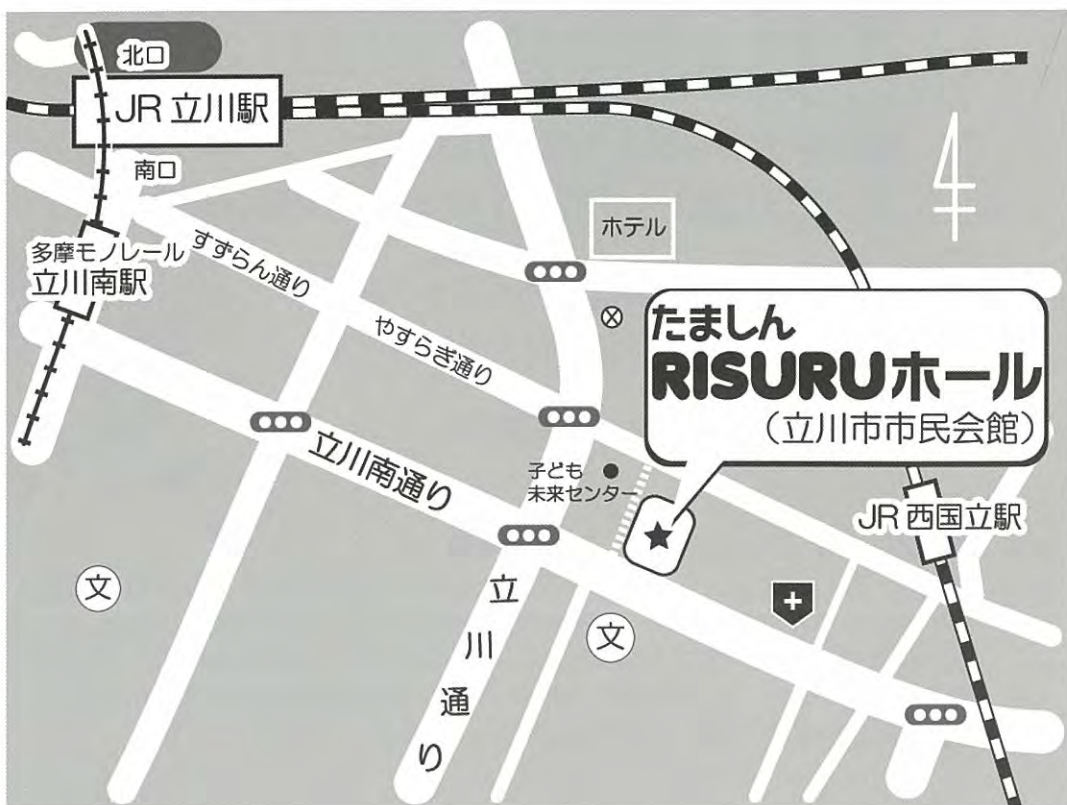 北口
JR 立川駅
南口
多摩モノレール
立川南駅
すずらん通り
やすらぎ通り
ホテル
たましん
RISURUホール
(立川市市民会館)
立川南通り
子ども
未来センター
JR 西国立駅
文
立川通り
文